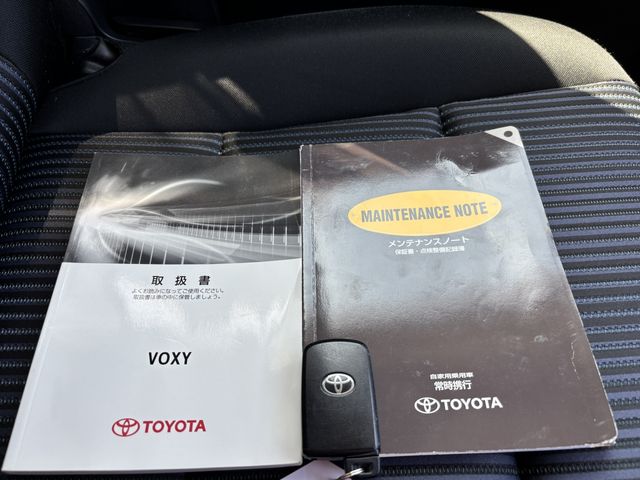 取扱書
よくお読みになってご使用ください。
取扱書は車の中に保管しましょう。
VOXY
TOYOTA
MAINTENANCE NOTE
メンテナンスノート
保証書・点検整備記録簿
自家用乗用車
常時携行
TOYOTA